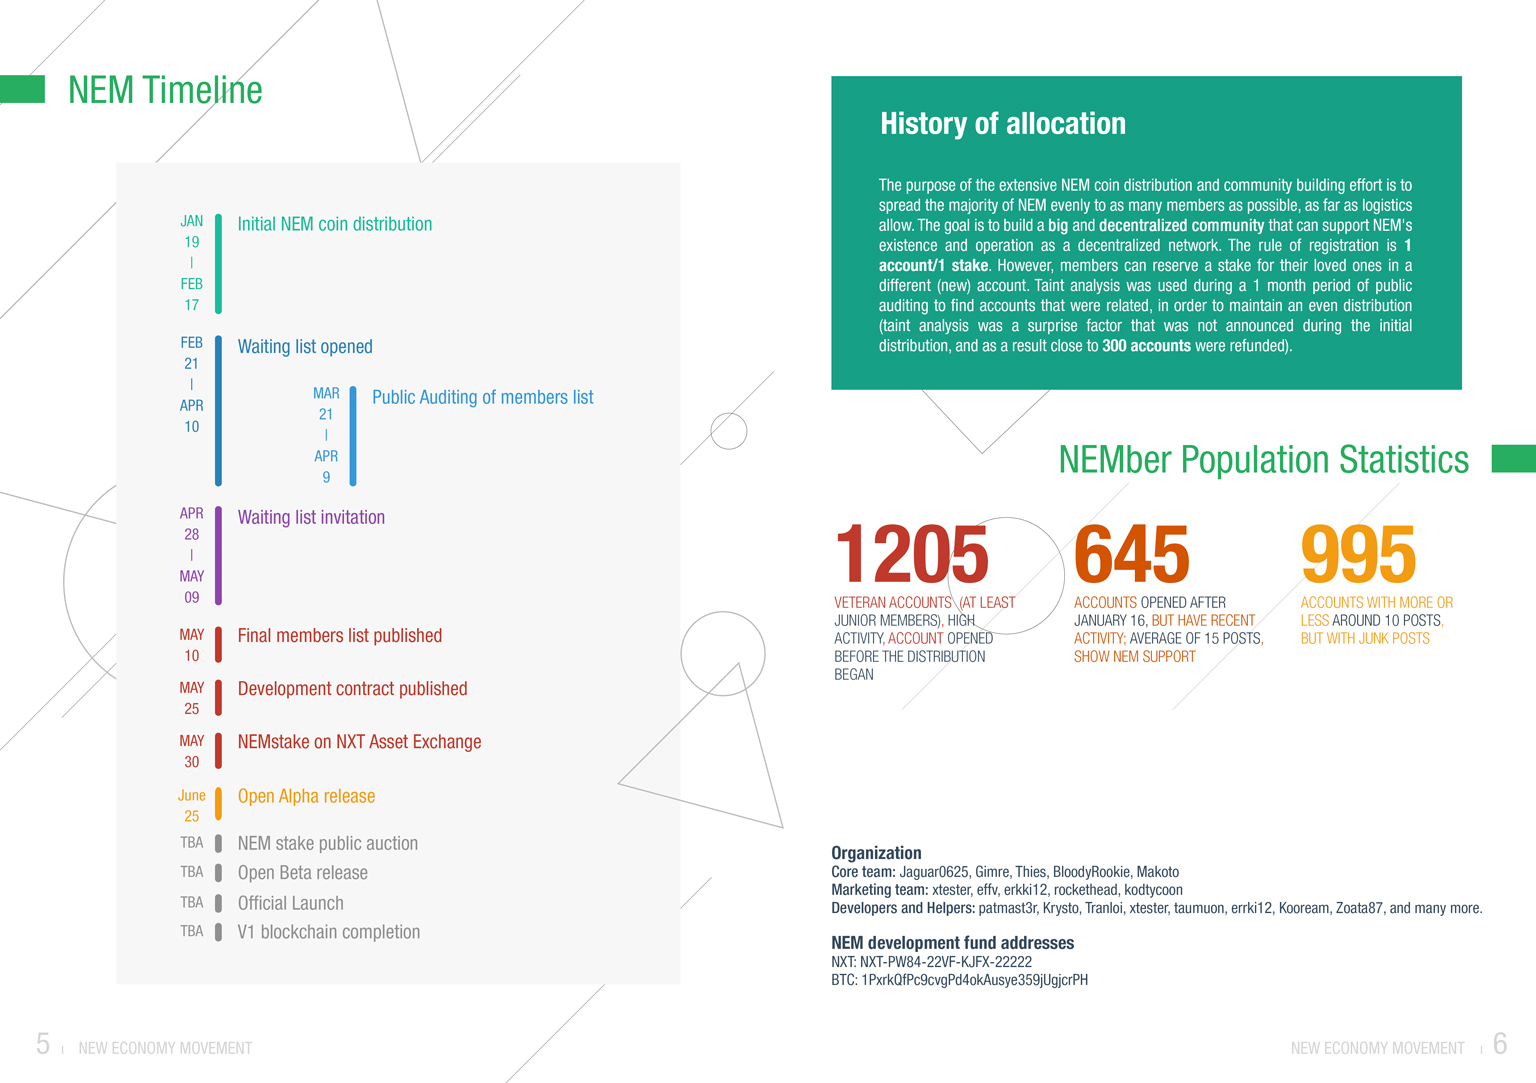 NEM Timeline
JAN
19
|
FEB
17
Initial NEM coin distribution
FEB
21
|
APR
10
Waiting list opened
MAR
21
|
APR
9
Public Auditing of members list
APR
28
|
MAY
09
Waiting list invitation
MAY
10
Final members list published
MAY
25
Development contract published
MAY
30
NEMstake on NXT Asset Exchange
June
25
Open Alpha release
TBA NEM stake public auction
TBA Open Beta release
TBA Official Launch
TBA V1 blockchain completion
5 | NEW ECONOMY MOVEMENT
History of allocation
The purpose of the extensive NEM coin distribution and community building effort is to
spread the majority of NEM evenly to as many members as possible, as far as logistics
allow. The goal is to build a big and decentralized community that can support NEM's
existence and operation as a decentralized network. The rule of registration is 1
account/1 stake. However, members can reserve a stake for their loved ones in a
different (new) account. Taint analysis was used during a 1 month period of public
auditing to find accounts that were related, in order to maintain an even distribution
(taint analysis was a surprise factor that was not announced during the initial
distribution, and as a result close to 300 accounts were refunded).
NEMber Population Statistics
1205
VETERAN ACCOUNTS (AT LEAST
JUNIOR MEMBERS), HIGH
ACTIVITY, ACCOUNT OPENED
BEFORE THE DISTRIBUTION
BEGAN
645
ACCOUNTS OPENED AFTER
JANUARY 16, BUT HAVE RECENT
ACTIVITY; AVERAGE OF 15 POSTS,
SHOW NEM SUPPORT
995
ACCOUNTS WITH MORE OR
LESS AROUND 10 POSTS,
BUT WITH JUNK POSTS
Organization
Core team: Jaguar0625, Gimre, Thies, BloodyRookie, Makoto
Marketing team: xtester, effv, erkki12, rockethead, kodtycoon
Developers and Helpers: patmast3r, Krysto, Tranloi, xtester, taumuon, errki12, Kooream, Zoata87, and many more.
NEM development fund addresses
NXT: NXT-PW84-22VF-KJFX-22222
BTC: 1PxrkQfPc9cvgPd4okAusye359jUgjcrPH
NEW ECONOMY MOVEMENT | 6